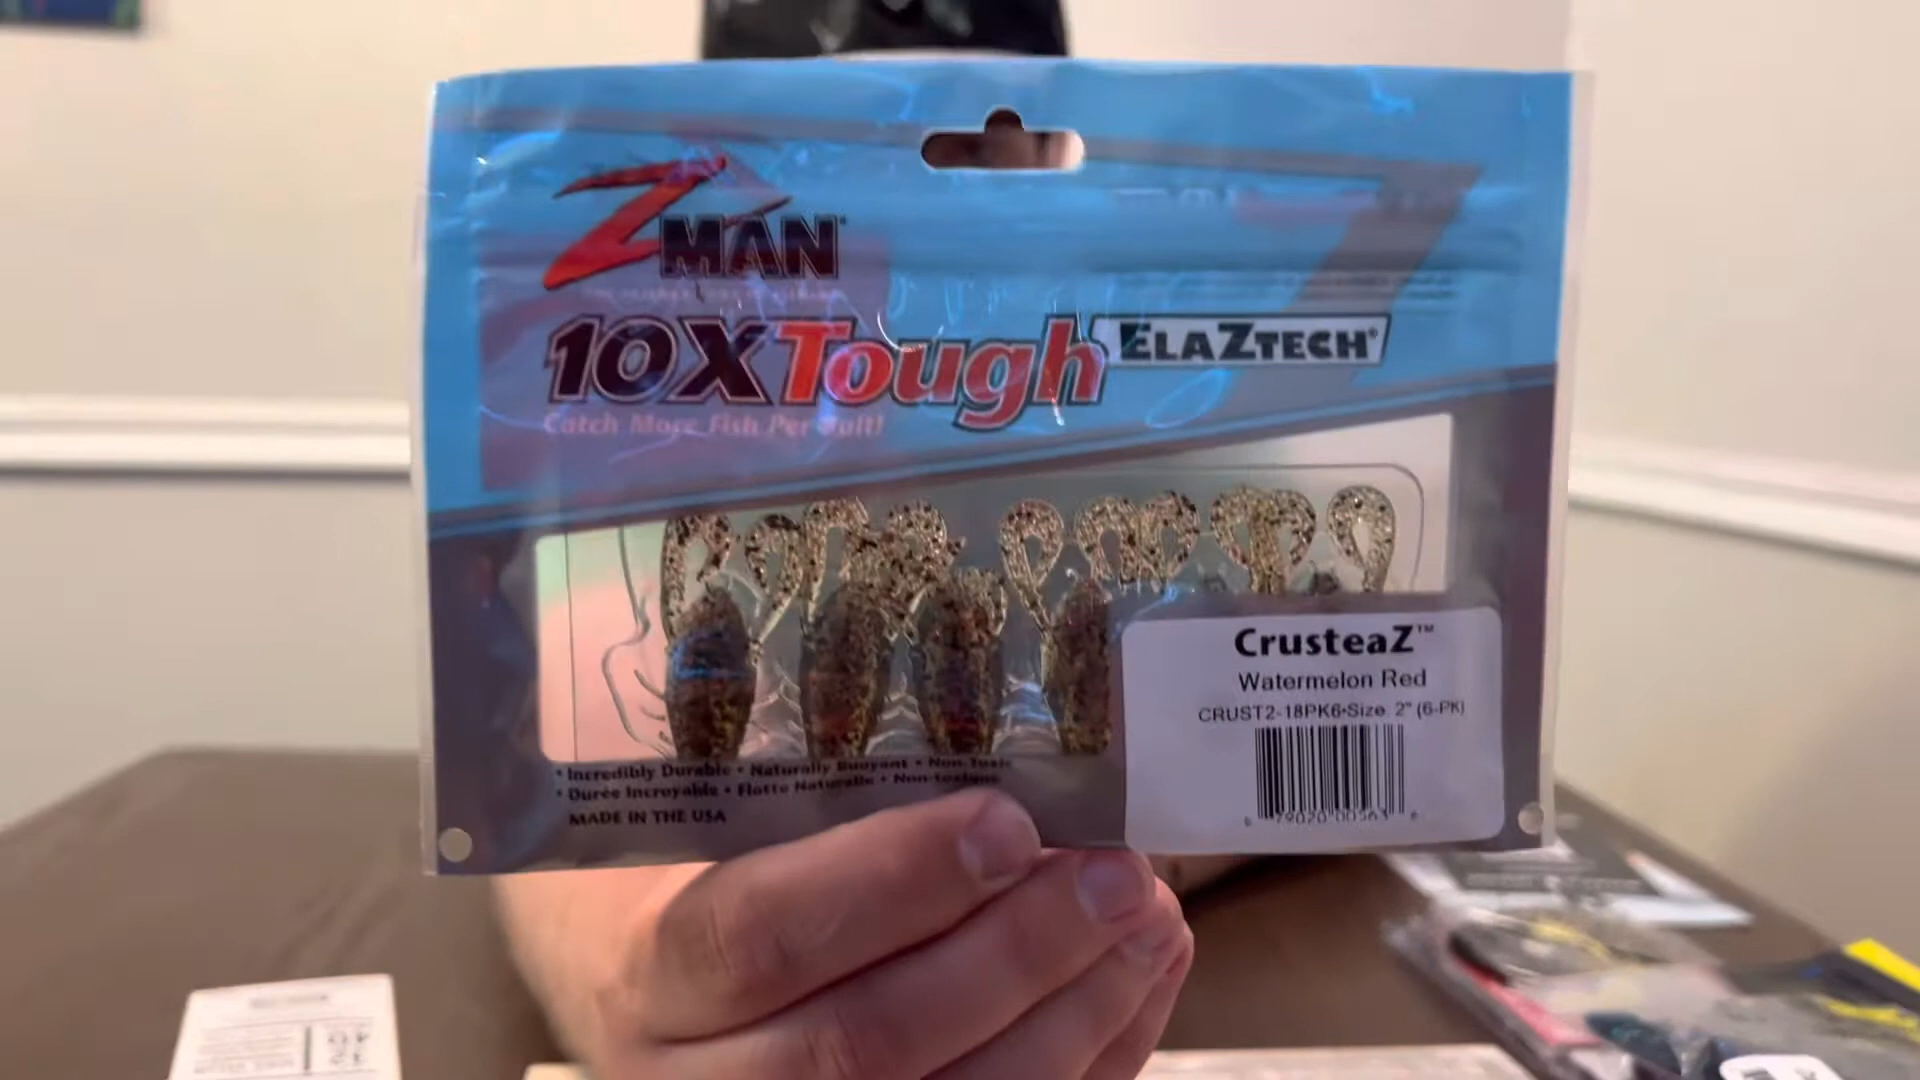 ZMAN®
10X Tough ELAZTECH®
Catch More Fish Per Bait!
CrusteaZ™
Watermelon Red
CRUST2-18PK6•Size 2" (6-PK)
• Incredibly Durable • Naturally Buoyant • Non-Toxic
• Durée Incroyable • Flotte Naturelle • Non-toxique
MADE IN THE USA